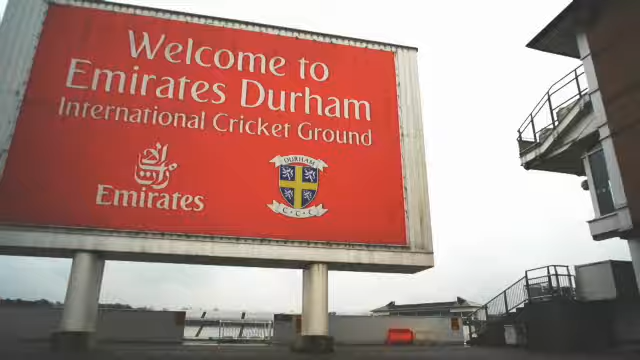 Welcome to
Emirates Durham
International Cricket Ground
Emirates
DURHAM
C·C·C